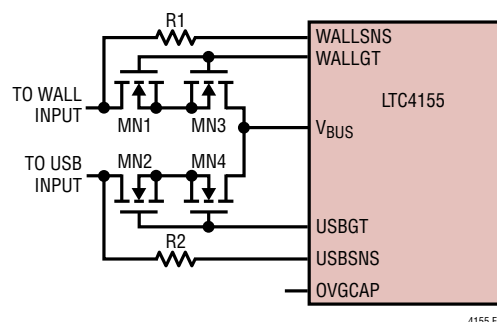 R1
WALLSNS
WALLGT
TO WALL
INPUT
MN1
MN3
LTC4155
VBUS
TO USB
INPUT
MN2
MN4
USBGT
R2
USBSNS
OVGCAP
4155 F